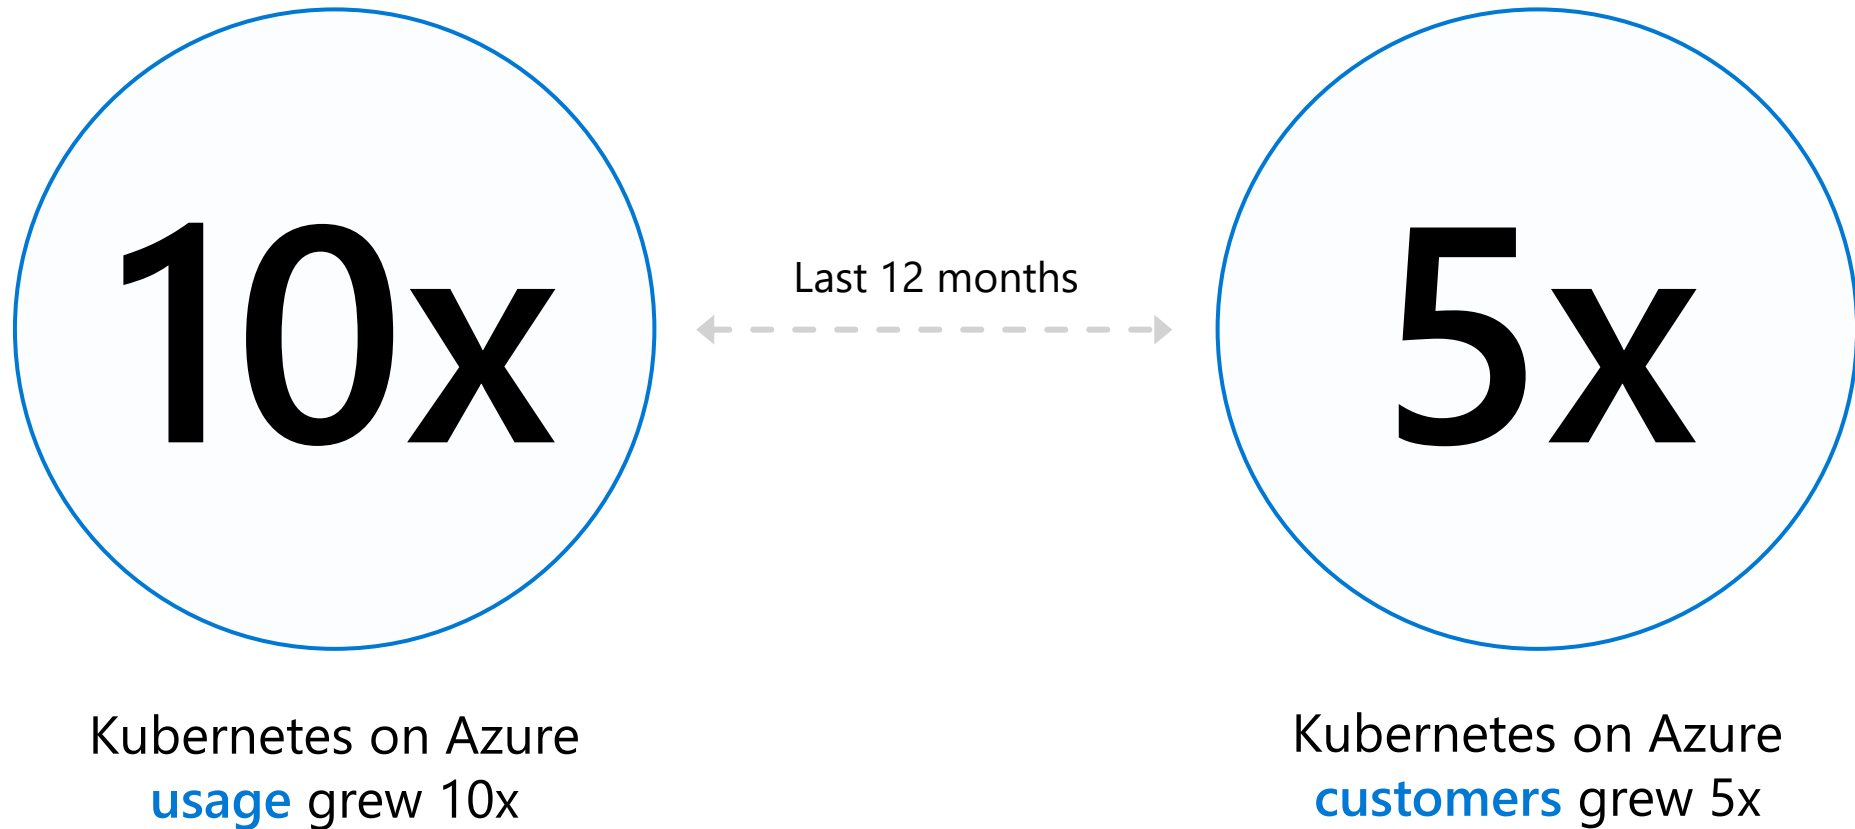 10x
Last 12 months
5x
Kubernetes on Azure
usage grew 10x
Kubernetes on Azure
customers grew 5x